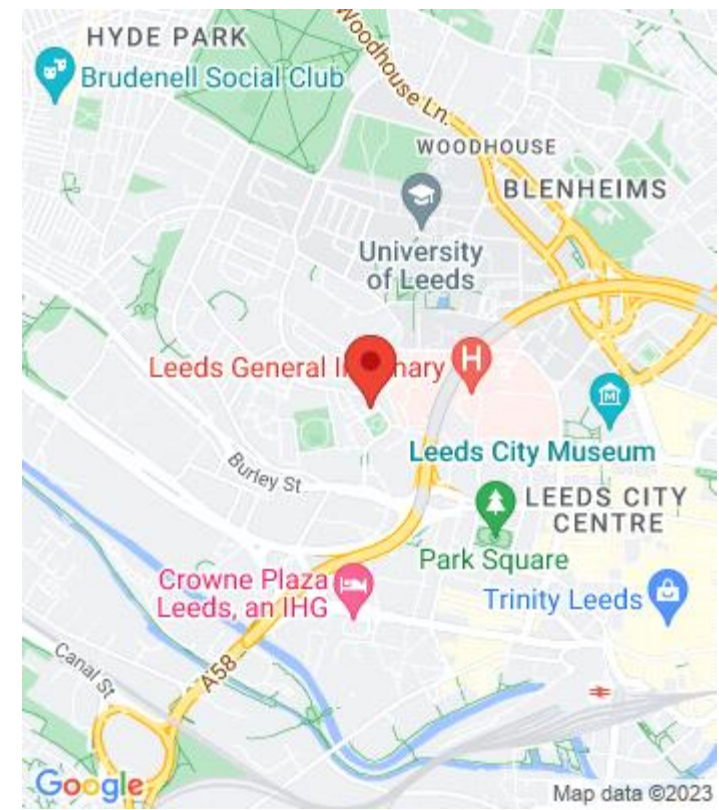 HYDE PARK
Brudenell Social Club
Woodhouse Ln.
WOODHOUSE
BLENHEIMS
University
of Leeds
Leeds General In nary
H
M
Leeds City Museum
Burley St
LEEDS CITY
CENTRE
Park Square
Crowne Plaza
Leeds, an IHG
Trinity Leeds
Canal St
A58
Google
Map data ©2023